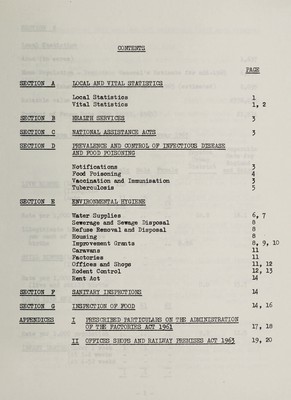 CONTENTS
PAGE
SECTION A LOCAL AND VITAL STATISTICS
Local Statistics 1
Vital Statistics 1, 2
SECTION B HEALTH SERVICES 3
SECTION C NATIONAL ASSISTANCE ACTS 3
SECTION D PREVALENCE AND CONTROL OF INFECTIOUS DISEASE
AND FOOD POISONING
Notifications 3
Food Poisoning 4
Vaccination and Immunisation 3
Tuberculosis 5
SECTION E ENVIRONMENTAL HYGIENE
Water Supplies 6, 7
Sewerage and Sewage Disposal 8
Refuse Removal and Disposal 8
Housing 8
Improvement Grants 8, 9, 10
Caravans 11
Factories 11
Offices and Shops 11, 12
Rodent Control 12, 13
Rent Act 14
SECTION F SANITARY INSPECTIONS 14
SECTION G INSPECTION OF FOOD 14, 16
APPENDICES I PRESCRIBED PARTICULARS ON THE ADMINISTRATION
OF THE FACTORIES ACT 1961 17, 18
II OFFICES SHOPS AND RAILWAY PREMISES ACT 1963 19, 20